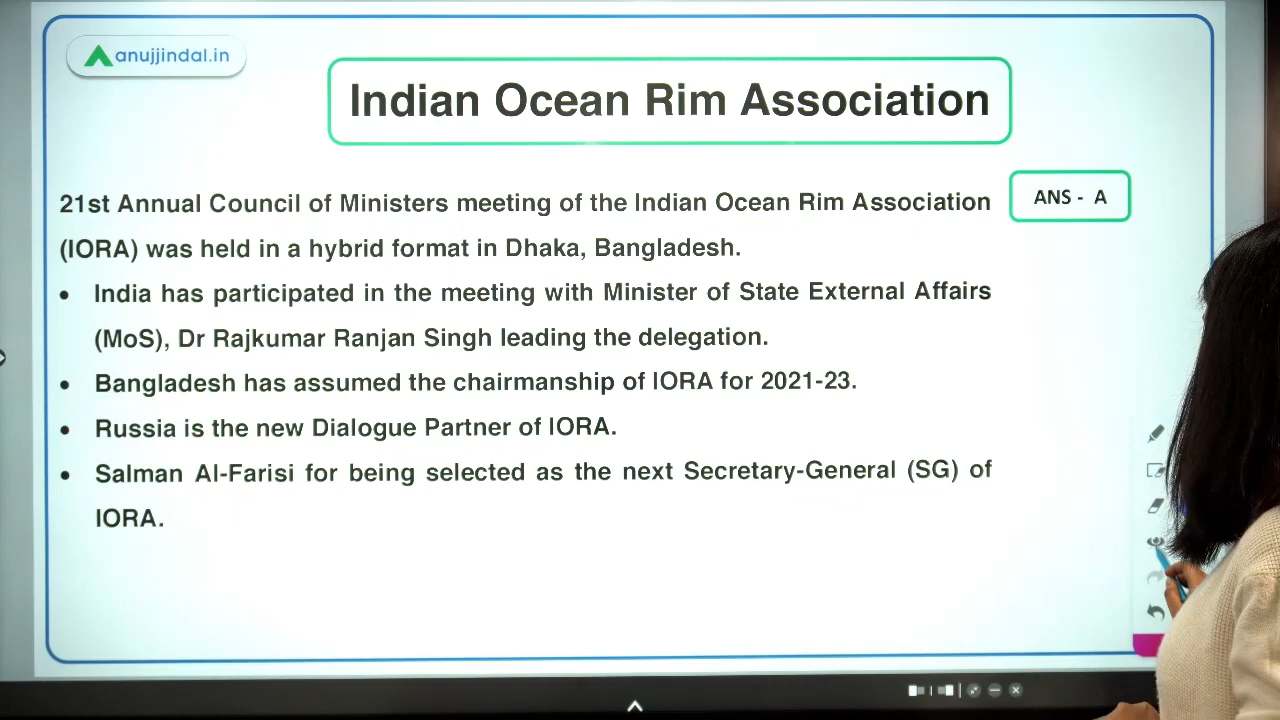 anujjindal.in
Indian Ocean Rim Association
21st Annual Council of Ministers meeting of the Indian Ocean Rim Association
ANS - A
(IORA) was held in a hybrid format in Dhaka, Bangladesh.
• India has participated in the meeting with Minister of State External Affairs
(MoS), Dr Rajkumar Ranjan Singh leading the delegation.
• Bangladesh has assumed the chairmanship of IORA for 2021-23.
• Russia is the new Dialogue Partner of IORA.
• Salman Al-Farisi for being selected as the next Secretary-General (SG) of
IORA.